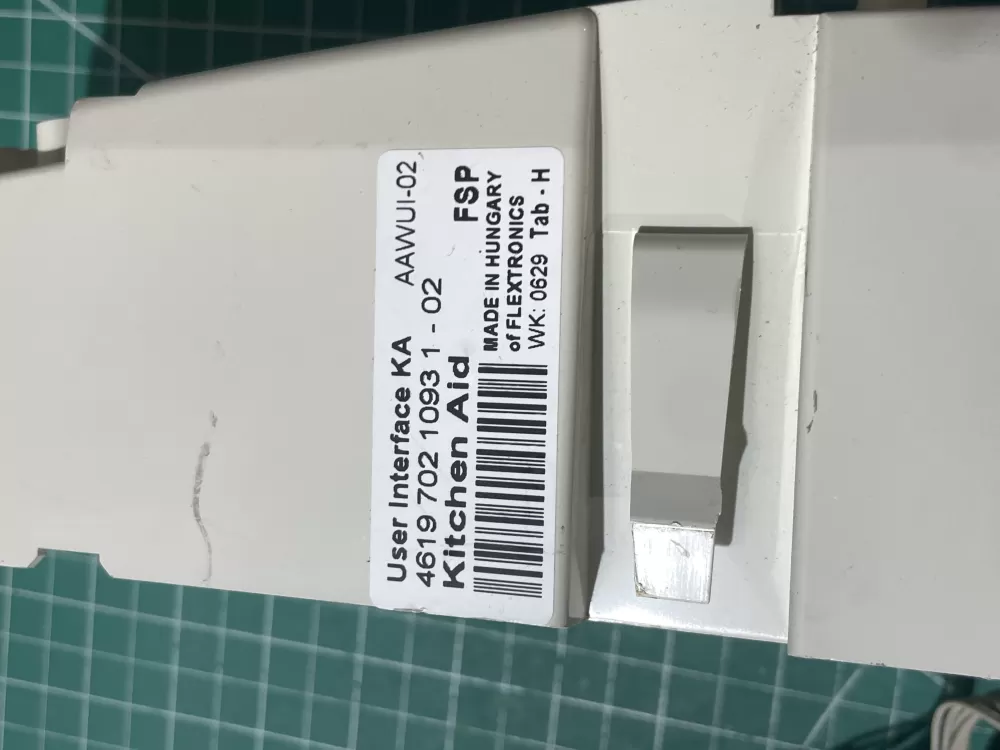 User Interface KA AAWUI-02
4619 702 1093 1 - 02
Kitchen Aid FSP
MADE IN HUNGARY
of FLEXTRONICS
WK: 0629 Tab - H